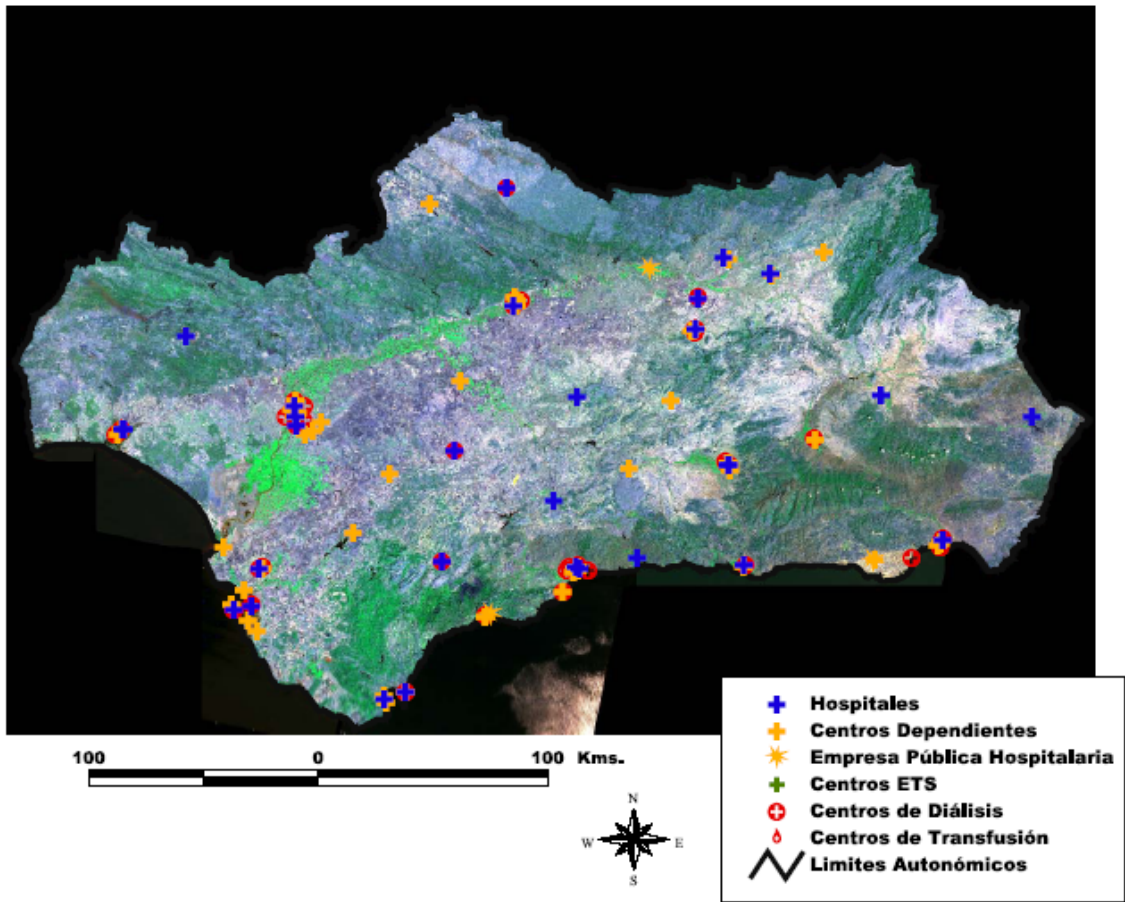 100 0 100 Kms.
N
W E
S
Hospitales
Centros Dependientes
Empresa Pública Hospitalaria
Centros ETS
Centros de Diálisis
Centros de Transfusión
Limites Autonómicos